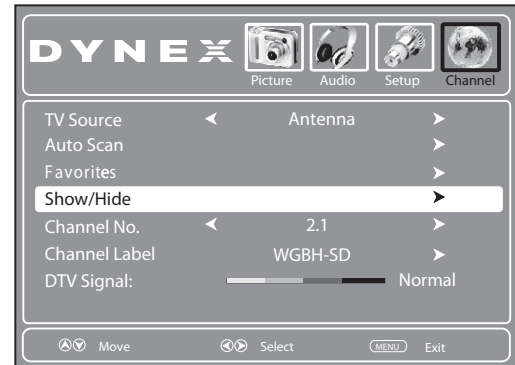 DYNEX
Picture Audio Setup Channel
TV Source Antenna
Auto Scan
Favorites
Show/Hide
Channel No. 2.1
Channel Label WGBH-SD
DTV Signal: Normal
Move Select MENU Exit